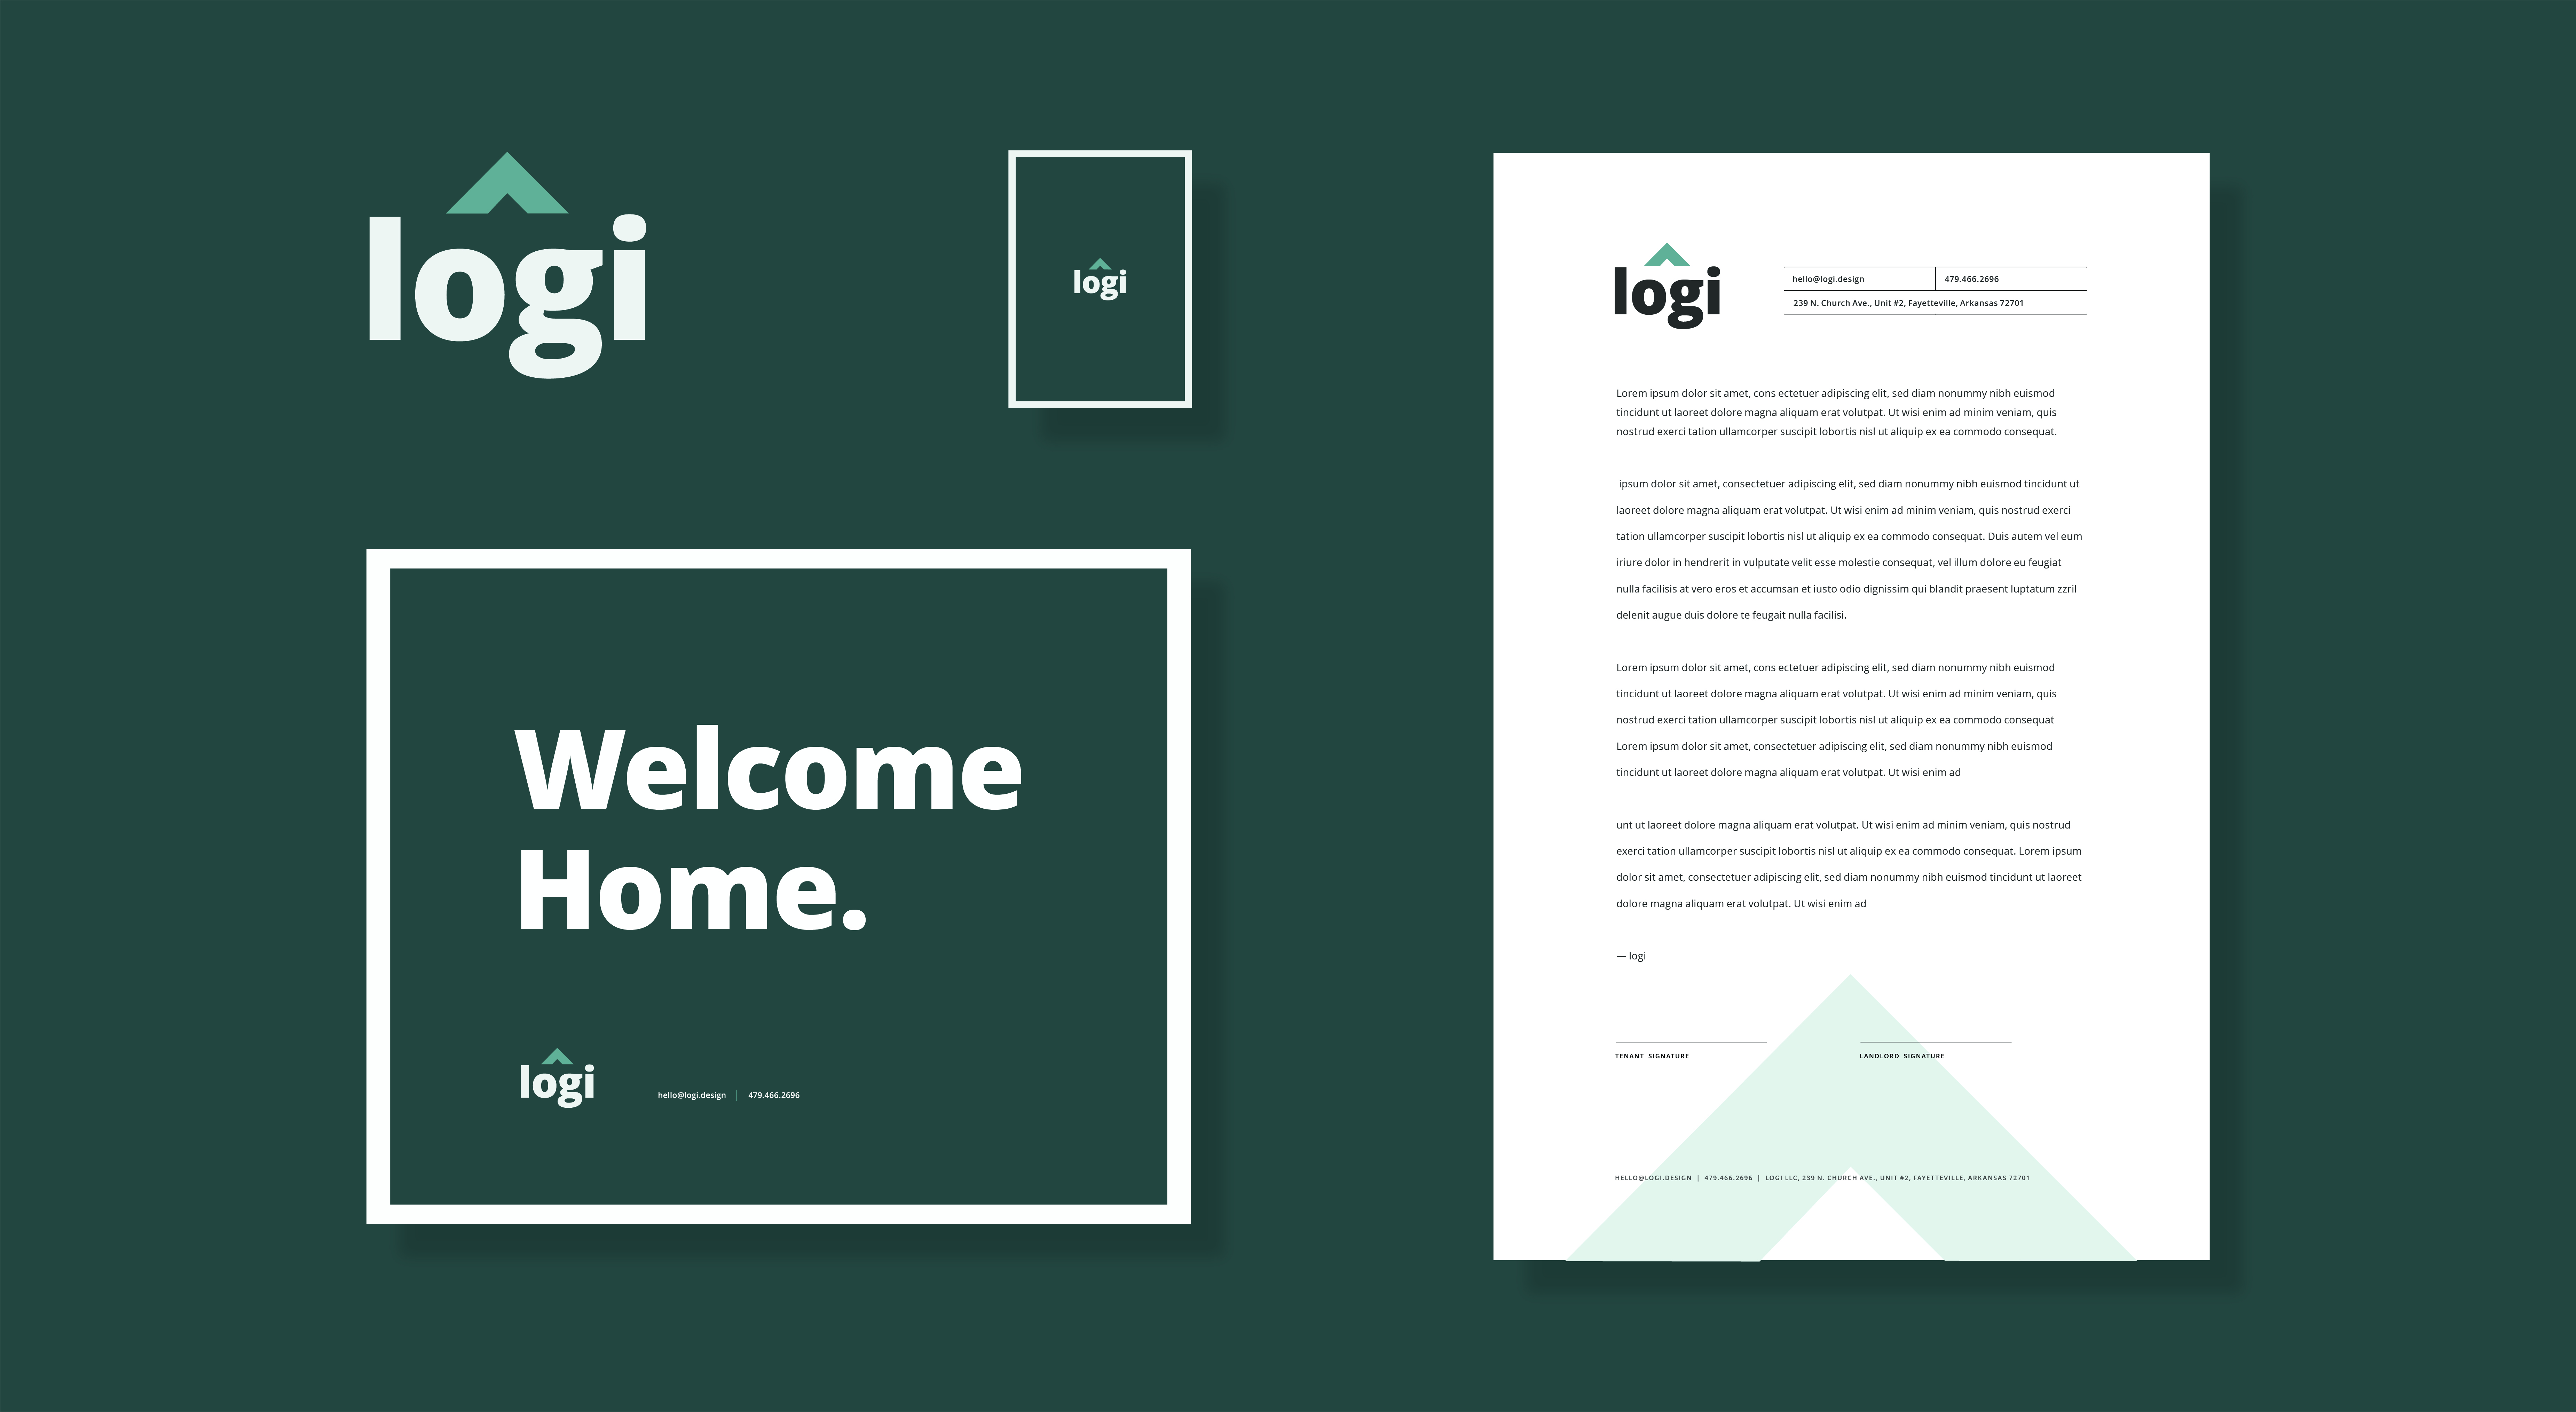 logi
logi
Welcome
Home.
logi
hello@logi.design | 479.466.2696
logi
hello@logi.design | 479.466.2696
239 N. Church Ave., Unit #2, Fayetteville, Arkansas 72701
Lorem ipsum dolor sit amet, cons ectetuer adipiscing elit, sed diam nonummy nibh euismod
tincidunt ut laoreet dolore magna aliquam erat volutpat. Ut wisi enim ad minim veniam, quis
nostrud exerci tation ullamcorper suscipit lobortis nisl ut aliquip ex ea commodo consequat.
ipsum dolor sit amet, consectetuer adipiscing elit, sed diam nonummy nibh euismod tincidunt ut
laoreet dolore magna aliquam erat volutpat. Ut wisi enim ad minim veniam, quis nostrud exerci
tation ullamcorper suscipit lobortis nisl ut aliquip ex ea commodo consequat. Duis autem vel eum
iriure dolor in hendrerit in vulputate velit esse molestie consequat, vel illum dolore eu feugiat
nulla facilisis at vero eros et accumsan et iusto odio dignissim qui blandit praesent luptatum zzril
delenit augue duis dolore te feugait nulla facilisi.
Lorem ipsum dolor sit amet, cons ectetuer adipiscing elit, sed diam nonummy nibh euismod
tincidunt ut laoreet dolore magna aliquam erat volutpat. Ut wisi enim ad minim veniam, quis
nostrud exerci tation ullamcorper suscipit lobortis nisl ut aliquip ex ea commodo consequat
Lorem ipsum dolor sit amet, consectetuer adipiscing elit, sed diam nonummy nibh euismod
tincidunt ut laoreet dolore magna aliquam erat volutpat. Ut wisi enim ad
unt ut laoreet dolore magna aliquam erat volutpat. Ut wisi enim ad minim veniam, quis nostrud
exerci tation ullamcorper suscipit lobortis nisl ut aliquip ex ea commodo consequat. Lorem ipsum
dolor sit amet, consectetuer adipiscing elit, sed diam nonummy nibh euismod tincidunt ut laoreet
dolore magna aliquam erat volutpat. Ut wisi enim ad
— logi
TENANT SIGNATURE
LANDLORD SIGNATURE
HELLO@LOGI.DESIGN | 479.466.2696 | LOGI LLC, 239 N. CHURCH AVE., UNIT #2, FAYETTEVILLE, ARKANSAS 72701